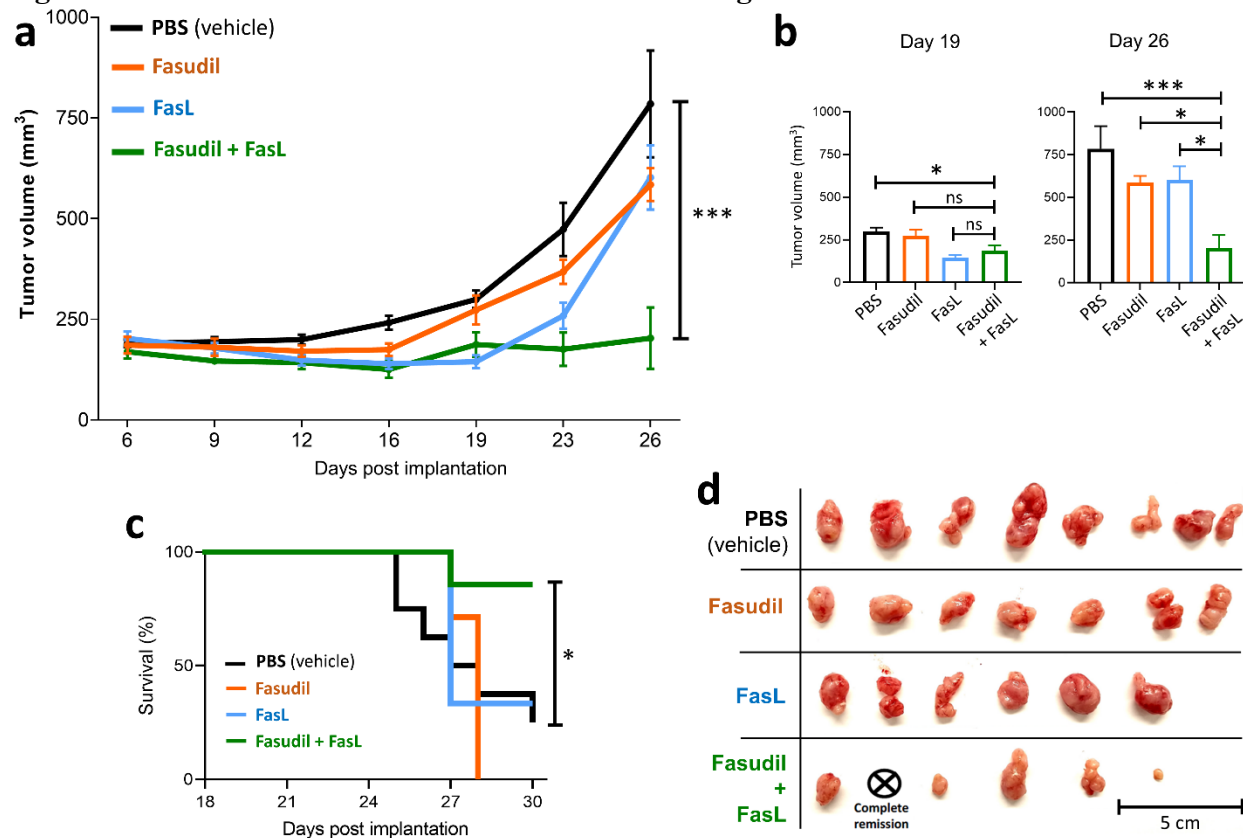 a
1000
750
500
250
0
Tumor volume (mm³)
PBS (vehicle)
Fasudil
FasL
Fasudil + FasL
***
6 9 12 16 19 23 26
Days post implantation
b
Day 19
Day 26
1000
750
500
250
0
Tumor volume (mm³)
*
ns
ns
PBS
Fasudil
FasL
Fasudil
+ FasL
1000
750
500
250
0
***
*
*
PBS
Fasudil
FasL
Fasudil
+ FasL
c
100
50
0
Survival (%)
PBS (vehicle)
Fasudil
FasL
Fasudil + FasL
*
18 21 24 27 30
Days post implantation
d
PBS
(vehicle)
Fasudil
FasL
Fasudil
+
FasL
Complete
remission
5 cm